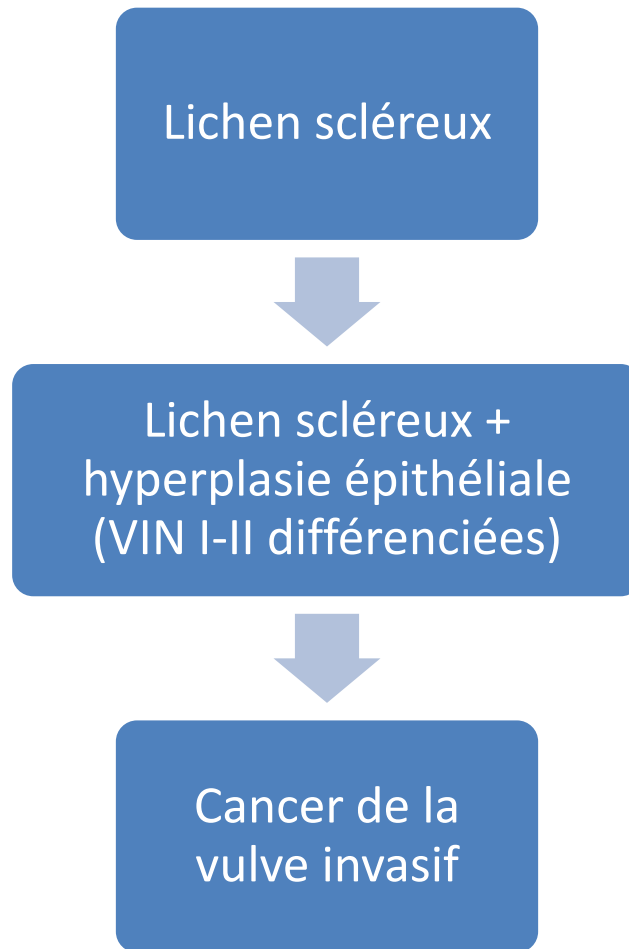 Lichen scléreux
Lichen scléreux +
hyperplasie épithéliale
(VIN I-II différenciées)
Cancer de la
vulve invasif